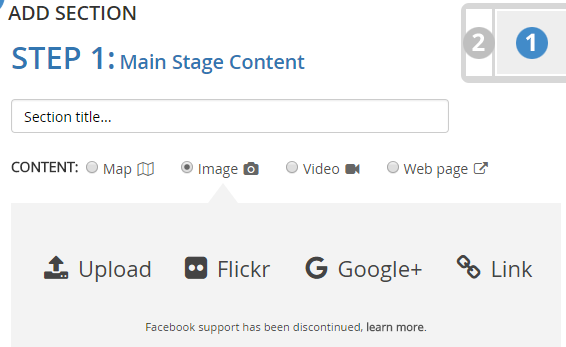 ADD SECTION
STEP 1: Main Stage Content
2 1
Section title...
CONTENT: Map Image Video Web page
Upload Flickr Google+ Link
Facebook support has been discontinued, learn more.